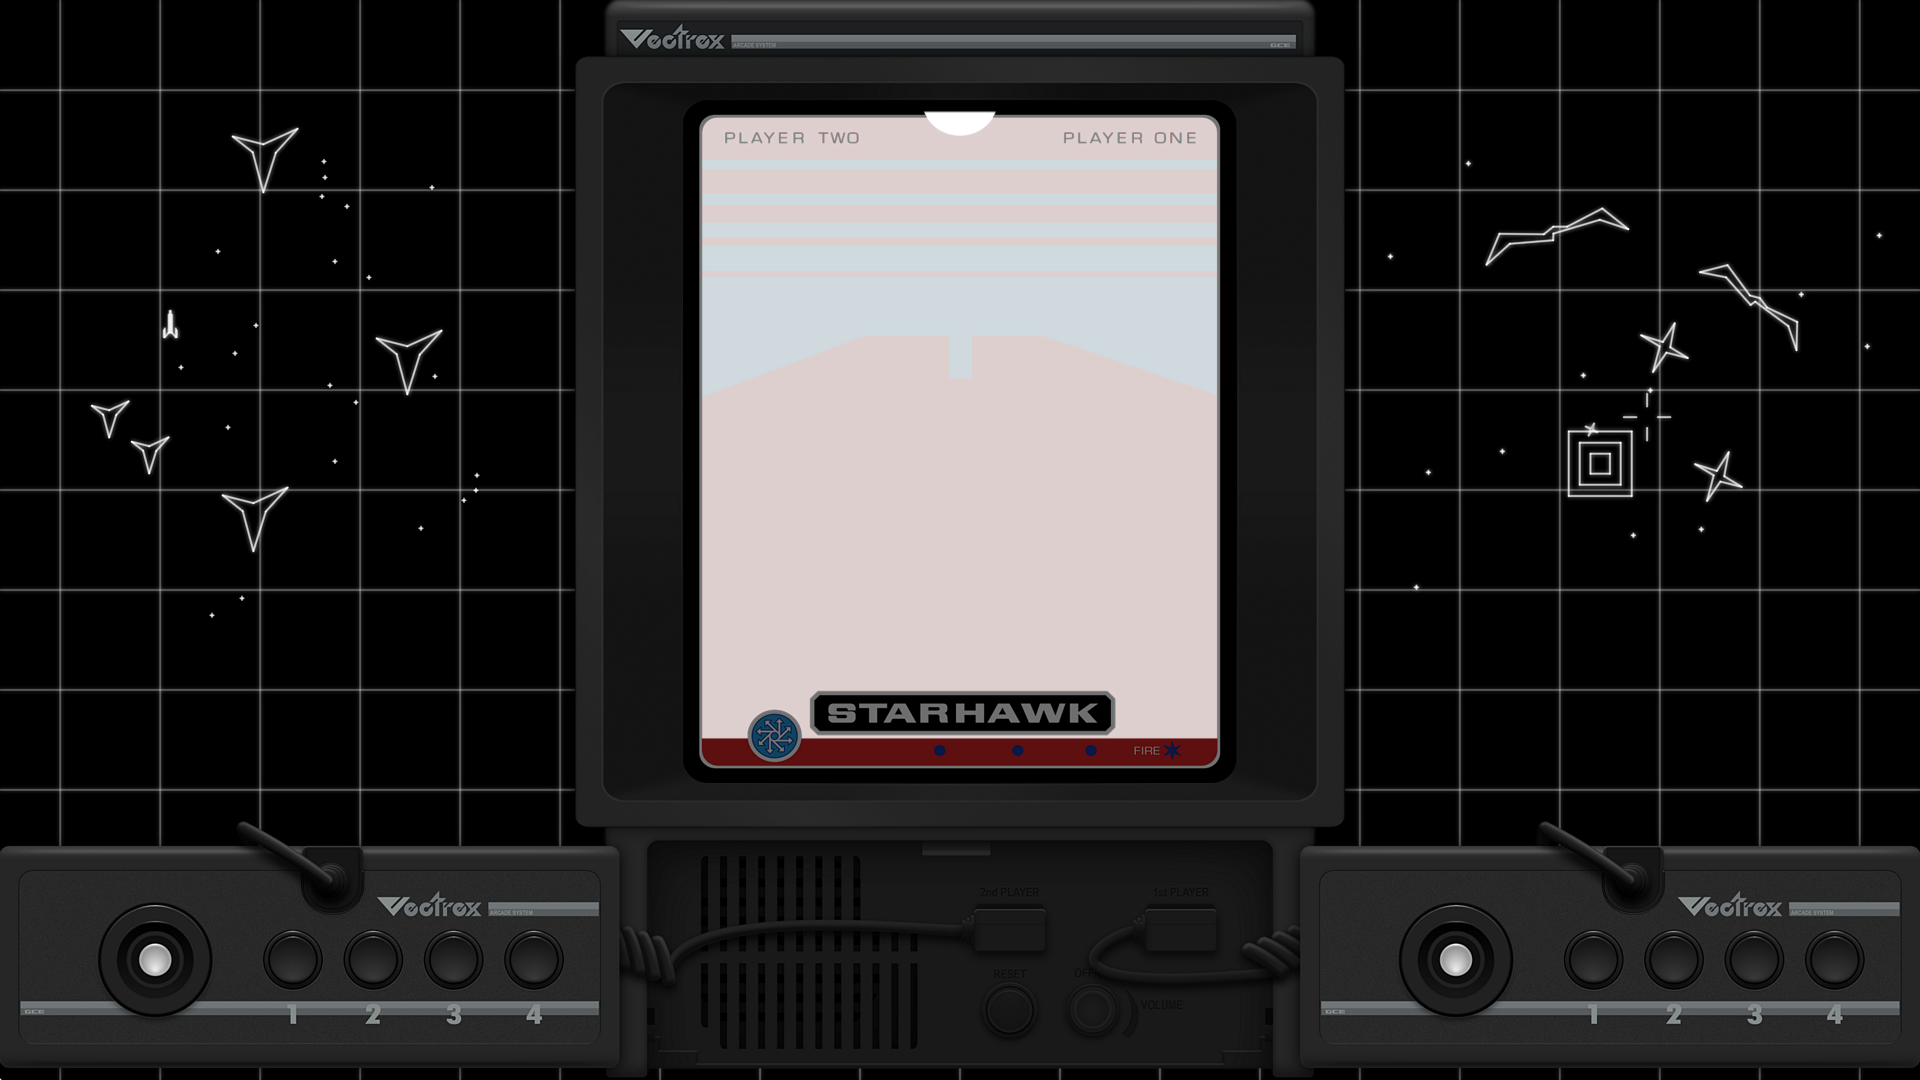 Vectrex ARCADE SYSTEM GCE
PLAYER TWO PLAYER ONE
STARHAWK
FIRE
2nd PLAYER 1st PLAYER
RESET
VOLUME
Vectrex ARCADE SYSTEM
1 2 3 4
GCE
Vectrex ARCADE SYSTEM
1 2 3 4
GCE